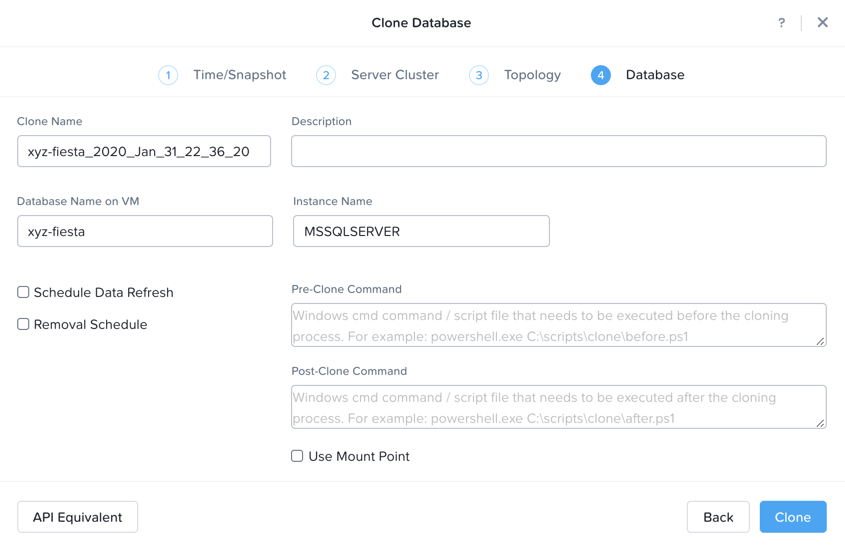 Clone Database
?
1 Time/Snapshot 2 Server Cluster 3 Topology 4 Database
Clone Name
xyz-fiesta_2020_Jan_31_22_36_20
Description
Database Name on VM
xyz-fiesta
Instance Name
MSSQLSERVER
Schedule Data Refresh
Removal Schedule
Pre-Clone Command
Windows cmd command / script file that needs to be executed before the cloning
process. For example: powershell.exe C:\scripts\clone\before.ps1
Post-Clone Command
Windows cmd command / script file that needs to be executed after the cloning
process. For example: powershell.exe C:\scripts\clone\after.ps1
Use Mount Point
API Equivalent
Back
Clone